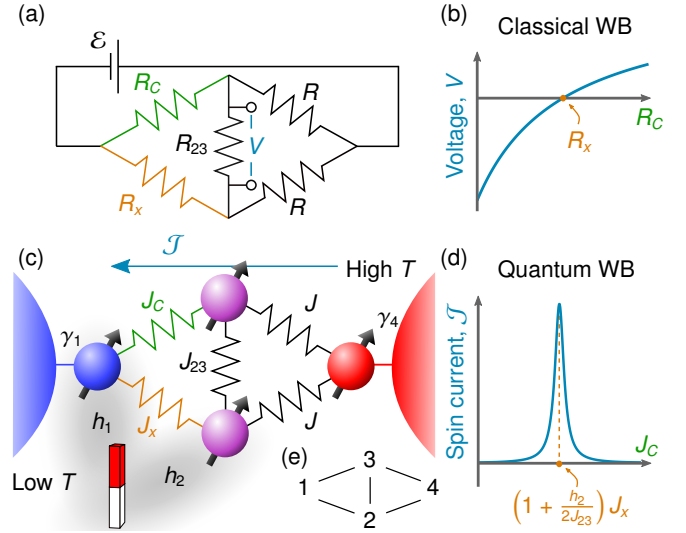 (a)
ℰ
R_C
R
R_23
V
R_x
R
(b)
Classical WB
Voltage, V
R_C
R_x
(c)
𝒥
High T
γ_1
J_C
J
γ_4
J_23
J_x
J
h_1
h_2
Low T
(d)
Quantum WB
Spin current, 𝒥
J_C
(1 + h_2/2J_23) J_x
(e)
3
1 4
2